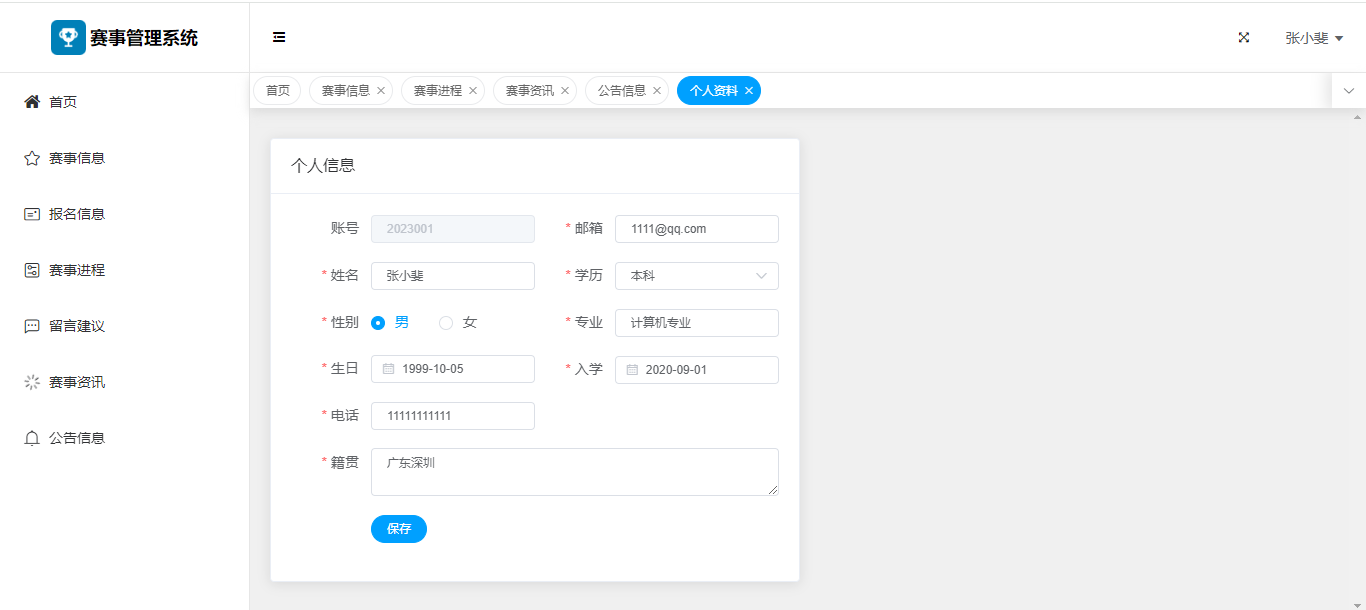 赛事管理系统
张小斐
首页
赛事信息
赛事进程
赛事资讯
公告信息
个人资料
首页
赛事信息
报名信息
赛事进程
留言建议
赛事资讯
公告信息
个人信息
账号 2023001 * 邮箱 1111@qq.com
* 姓名 张小斐 * 学历 本科
* 性别 男 女 * 专业 计算机专业
* 生日 1999-10-05 * 入学 2020-09-01
* 电话 11111111111
* 籍贯 广东深圳
保存